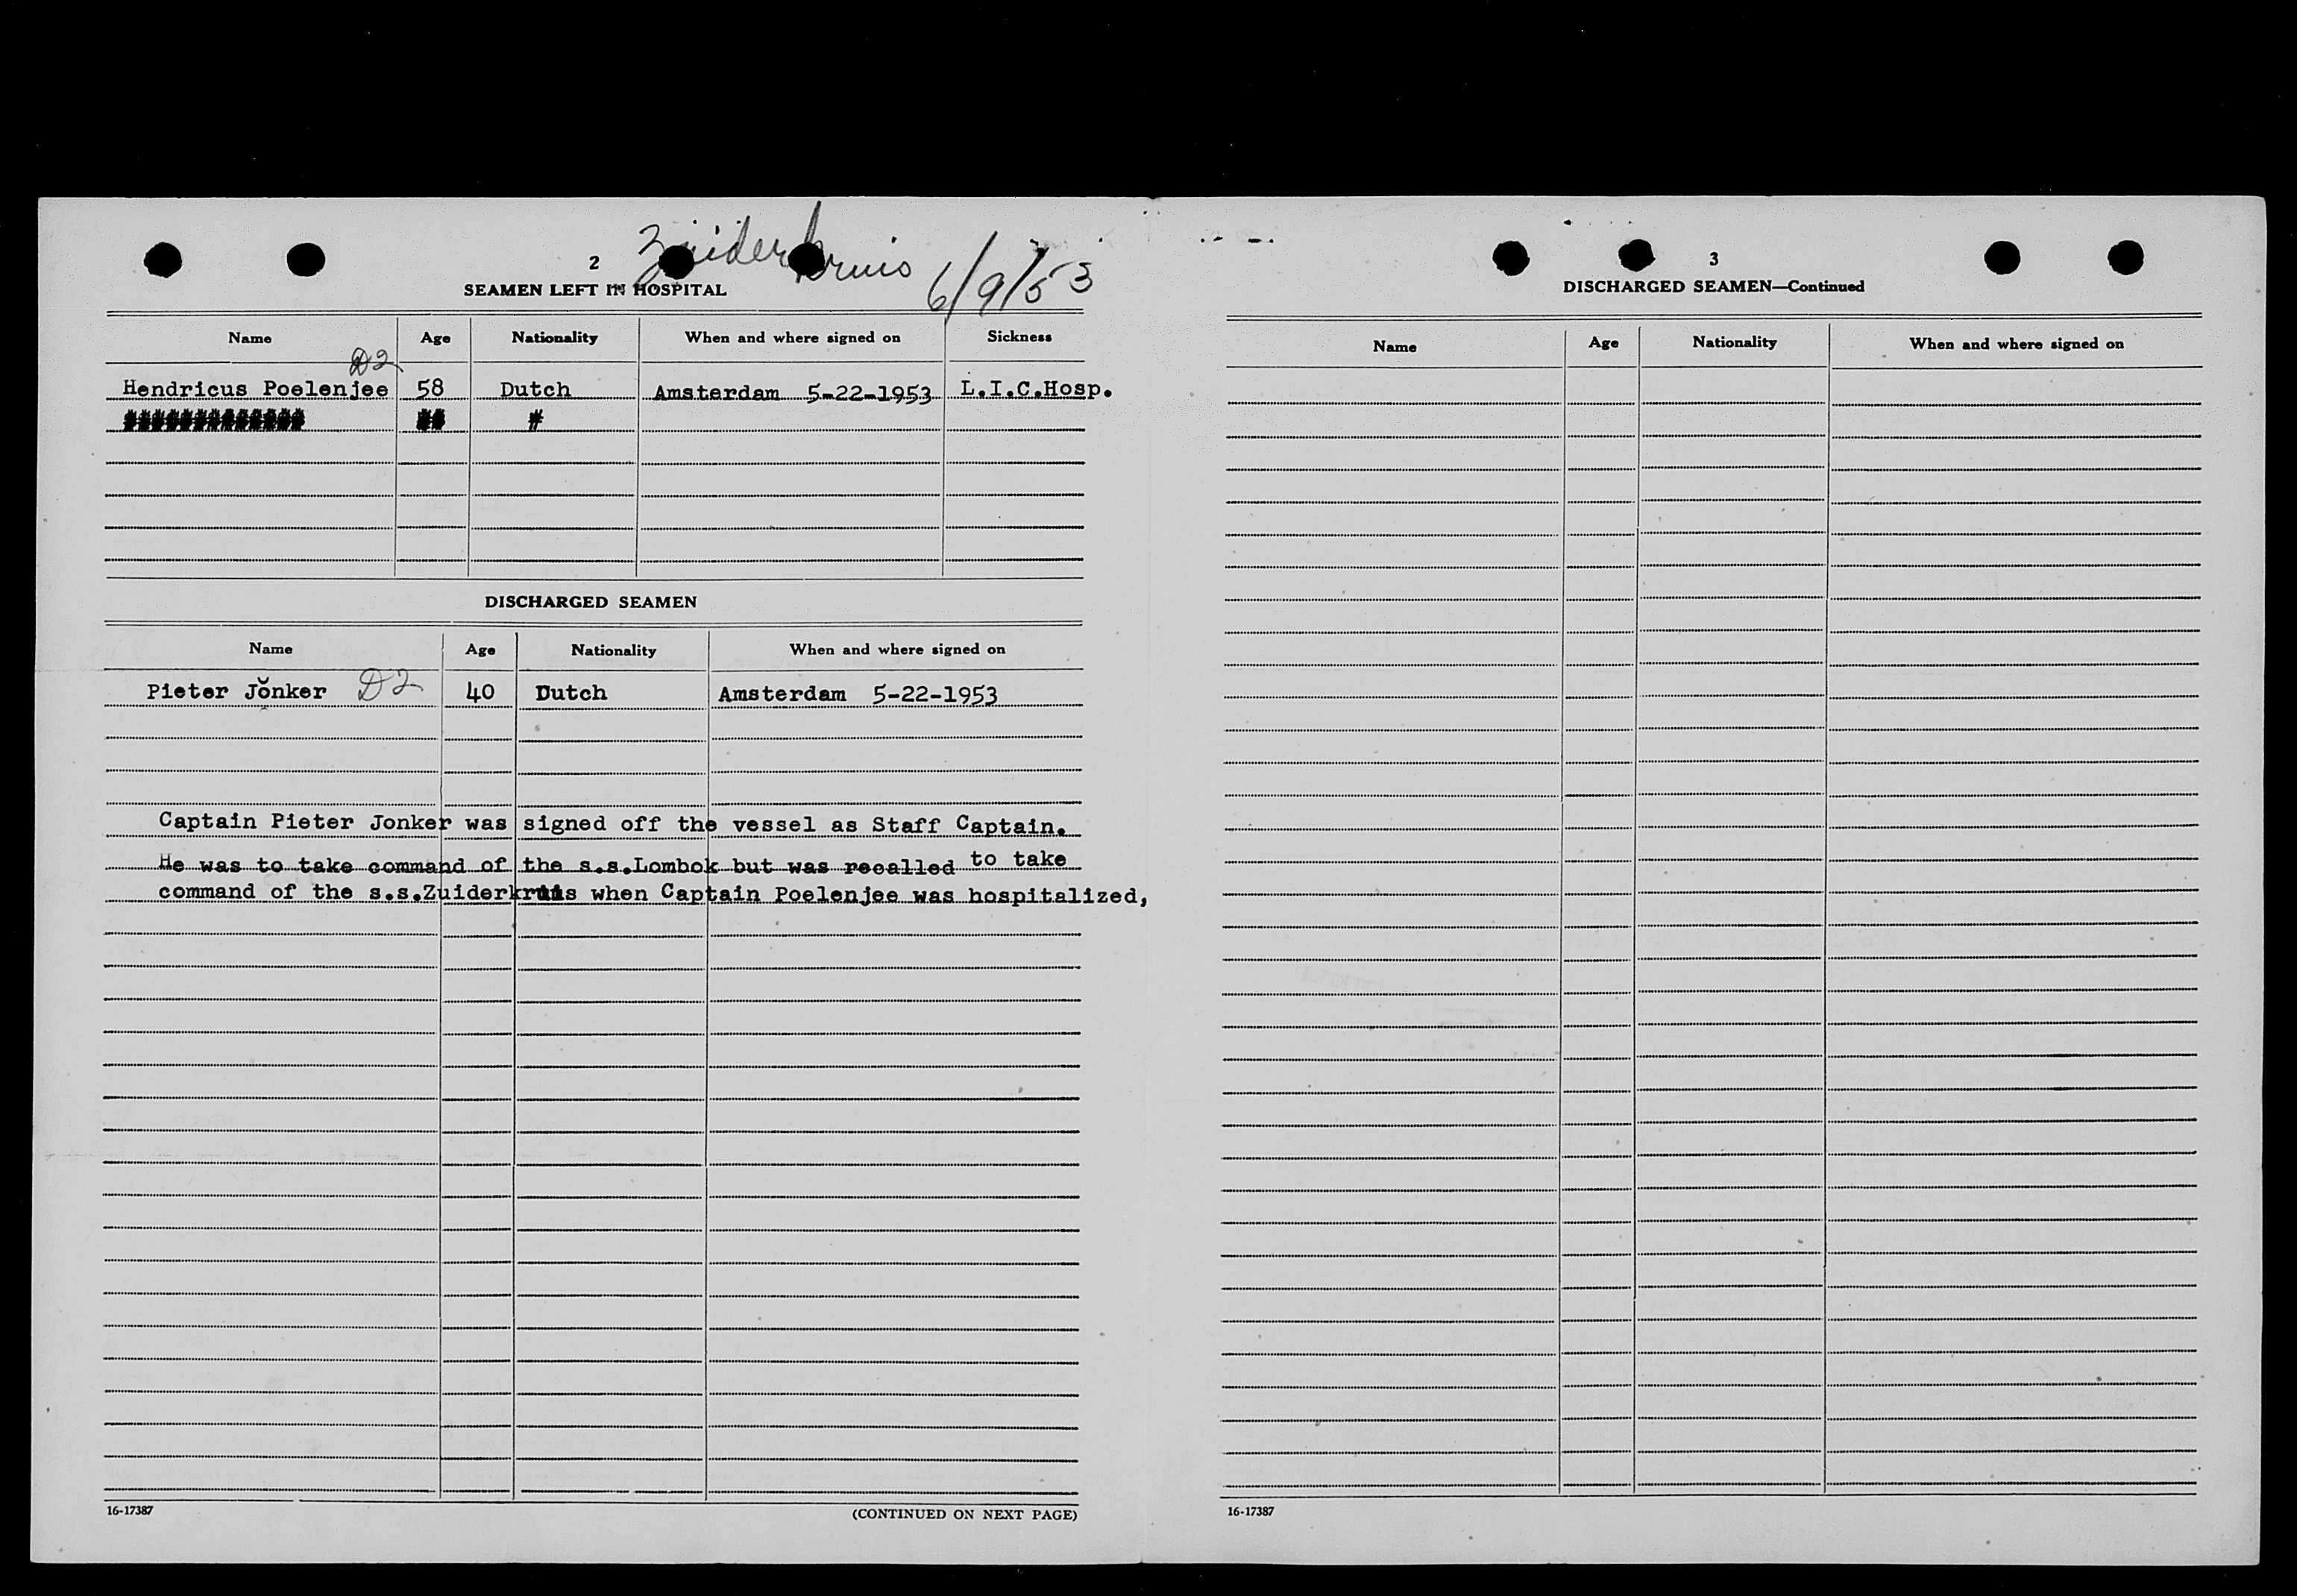 Zuiderkruis 6/9/53
2
SEAMEN LEFT IN HOSPITAL
Name Age Nationality When and where signed on Sickness
D2
Hendricus Poelenjee 58 Dutch Amsterdam 5-22-1953 L.I.C.Hosp.
DISCHARGED SEAMEN
Name Age Nationality When and where signed on
Pieter Jonker D2 40 Dutch Amsterdam 5-22-1953
Captain Pieter Jonker was signed off the vessel as Staff Captain.
He was to take command of the s.s.Lombok but was recalled to take
command of the s.s.Zuiderkruis when Captain Poelenjee was hospitalized,
16-17387 (CONTINUED ON NEXT PAGE)
3
DISCHARGED SEAMEN—Continued
Name Age Nationality When and where signed on
16-17387